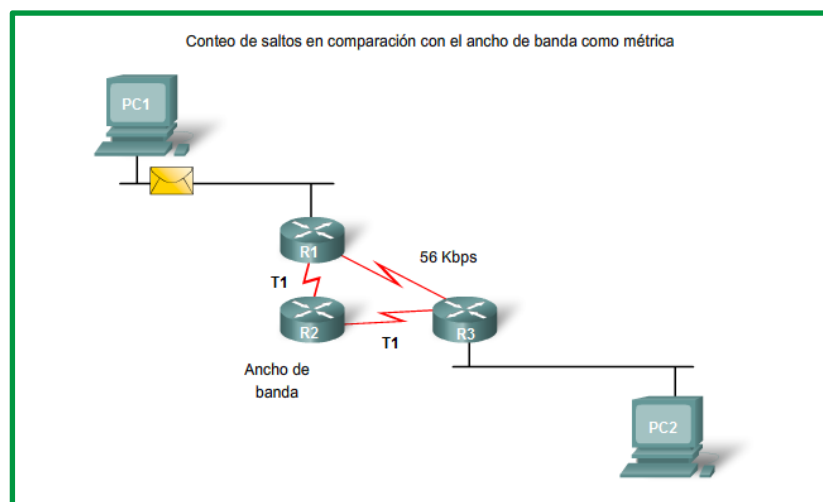 Conteo de saltos en comparación con el ancho de banda como métrica
PC1
R1
56 Kbps
T1
R2
R3
T1
Ancho de
banda
PC2